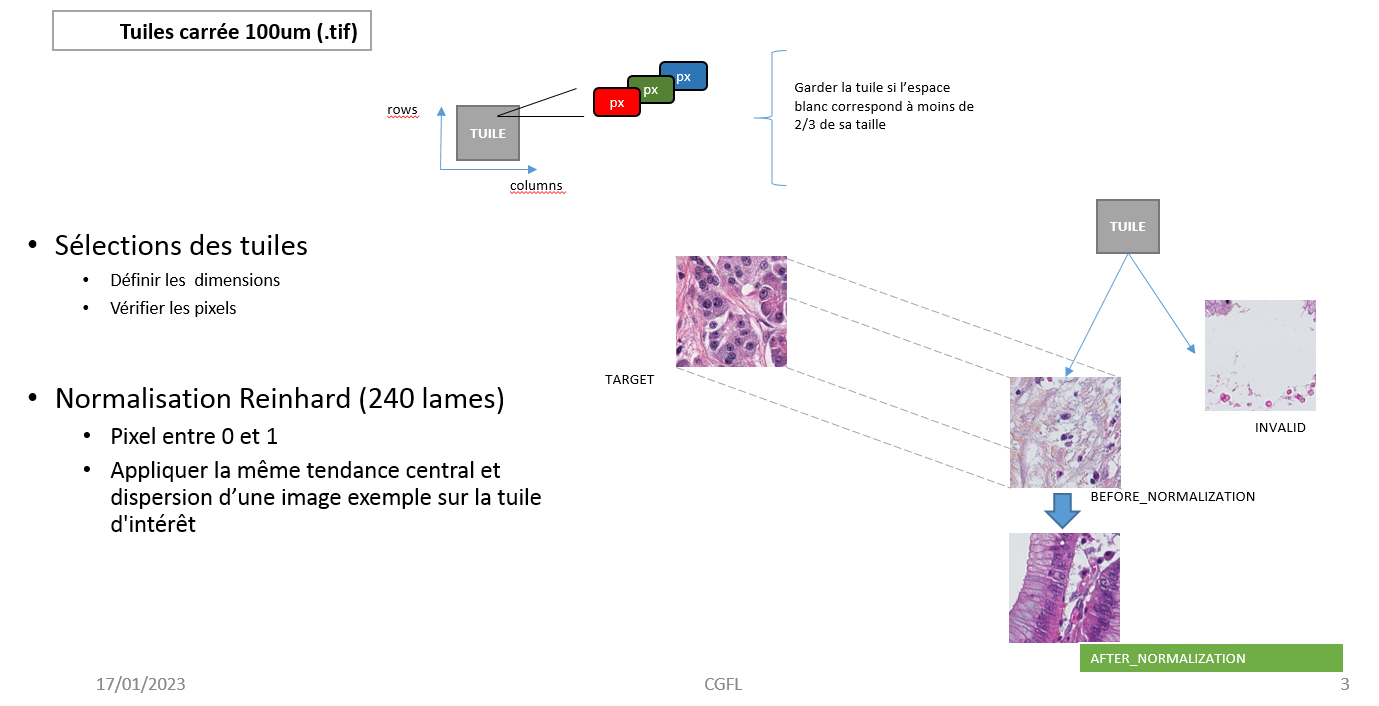 Tuiles carrée 100um (.tif)
px
px
px
rows
TUILE
columns
Garder la tuile si l’espace
blanc correspond à moins de
2/3 de sa taille
• Sélections des tuiles
• Définir les dimensions
• Vérifier les pixels
• Normalisation Reinhard (240 lames)
• Pixel entre 0 et 1
• Appliquer la même tendance central et
dispersion d’une image exemple sur la tuile
d'intérêt
TUILE
TARGET
INVALID
BEFORE_NORMALIZATION
AFTER_NORMALIZATION
17/01/2023
CGFL
3